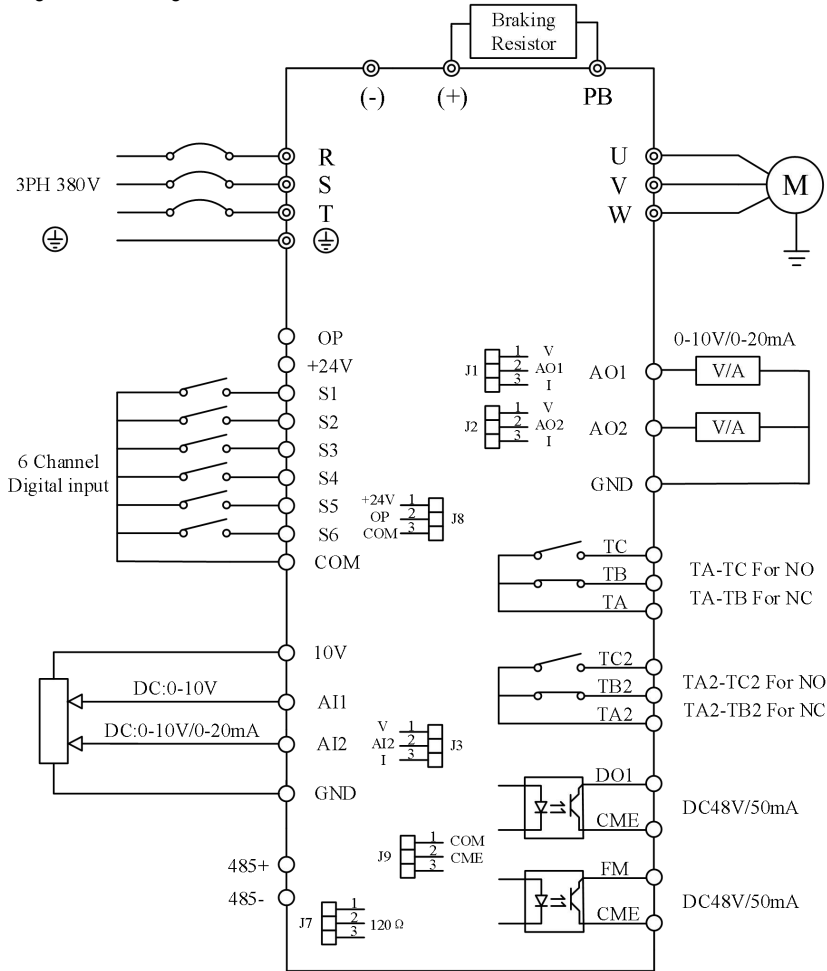 Braking
Resistor
(-)
(+)
PB
3PH 380V
R
S
T
U
V
W
M
OP
+24V
S1
S2
S3
S4
S5
S6
COM
6 Channel
Digital input
+24V 1
OP 2
COM 3
J8
J1
1 V
2 AO1
3 I
J2
1 V
2 AO2
3 I
0-10V/0-20mA
AO1
V/A
AO2
V/A
GND
TC
TB
TA
TA-TC For NO
TA-TB For NC
TC2
TB2
TA2
TA2-TC2 For NO
TA2-TB2 For NC
10V
DC:0-10V
AI1
DC:0-10V/0-20mA
AI2
GND
V 1
AI2 2
I 3
J3
DO1
CME
DC48V/50mA
J9
1 COM
2 CME
3
FM
CME
DC48V/50mA
485+
485-
J7
1
2 120 Ω
3